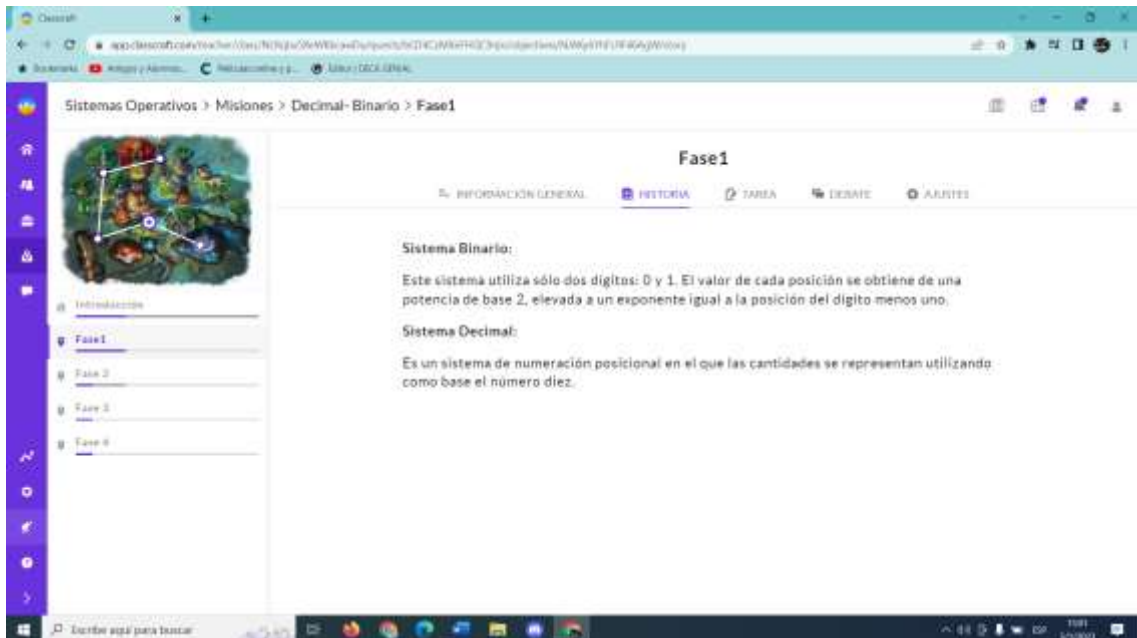 Classcraft
Sistemas Operativos > Misiones > Decimal- Binario > Fase1
Fase1
INFORMACIÓN GENERAL HISTORIA TAREA DEBATE AJUSTES
Sistema Binario:
Este sistema utiliza sólo dos dígitos: 0 y 1. El valor de cada posición se obtiene de una
potencia de base 2, elevada a un exponente igual a la posición del dígito menos uno.
Sistema Decimal:
Es un sistema de numeración posicional en el que las cantidades se representan utilizando
como base el número diez.
Introducción
Fase1
Fase 2
Fase 3
Fase 4
Escribe aquí para buscar